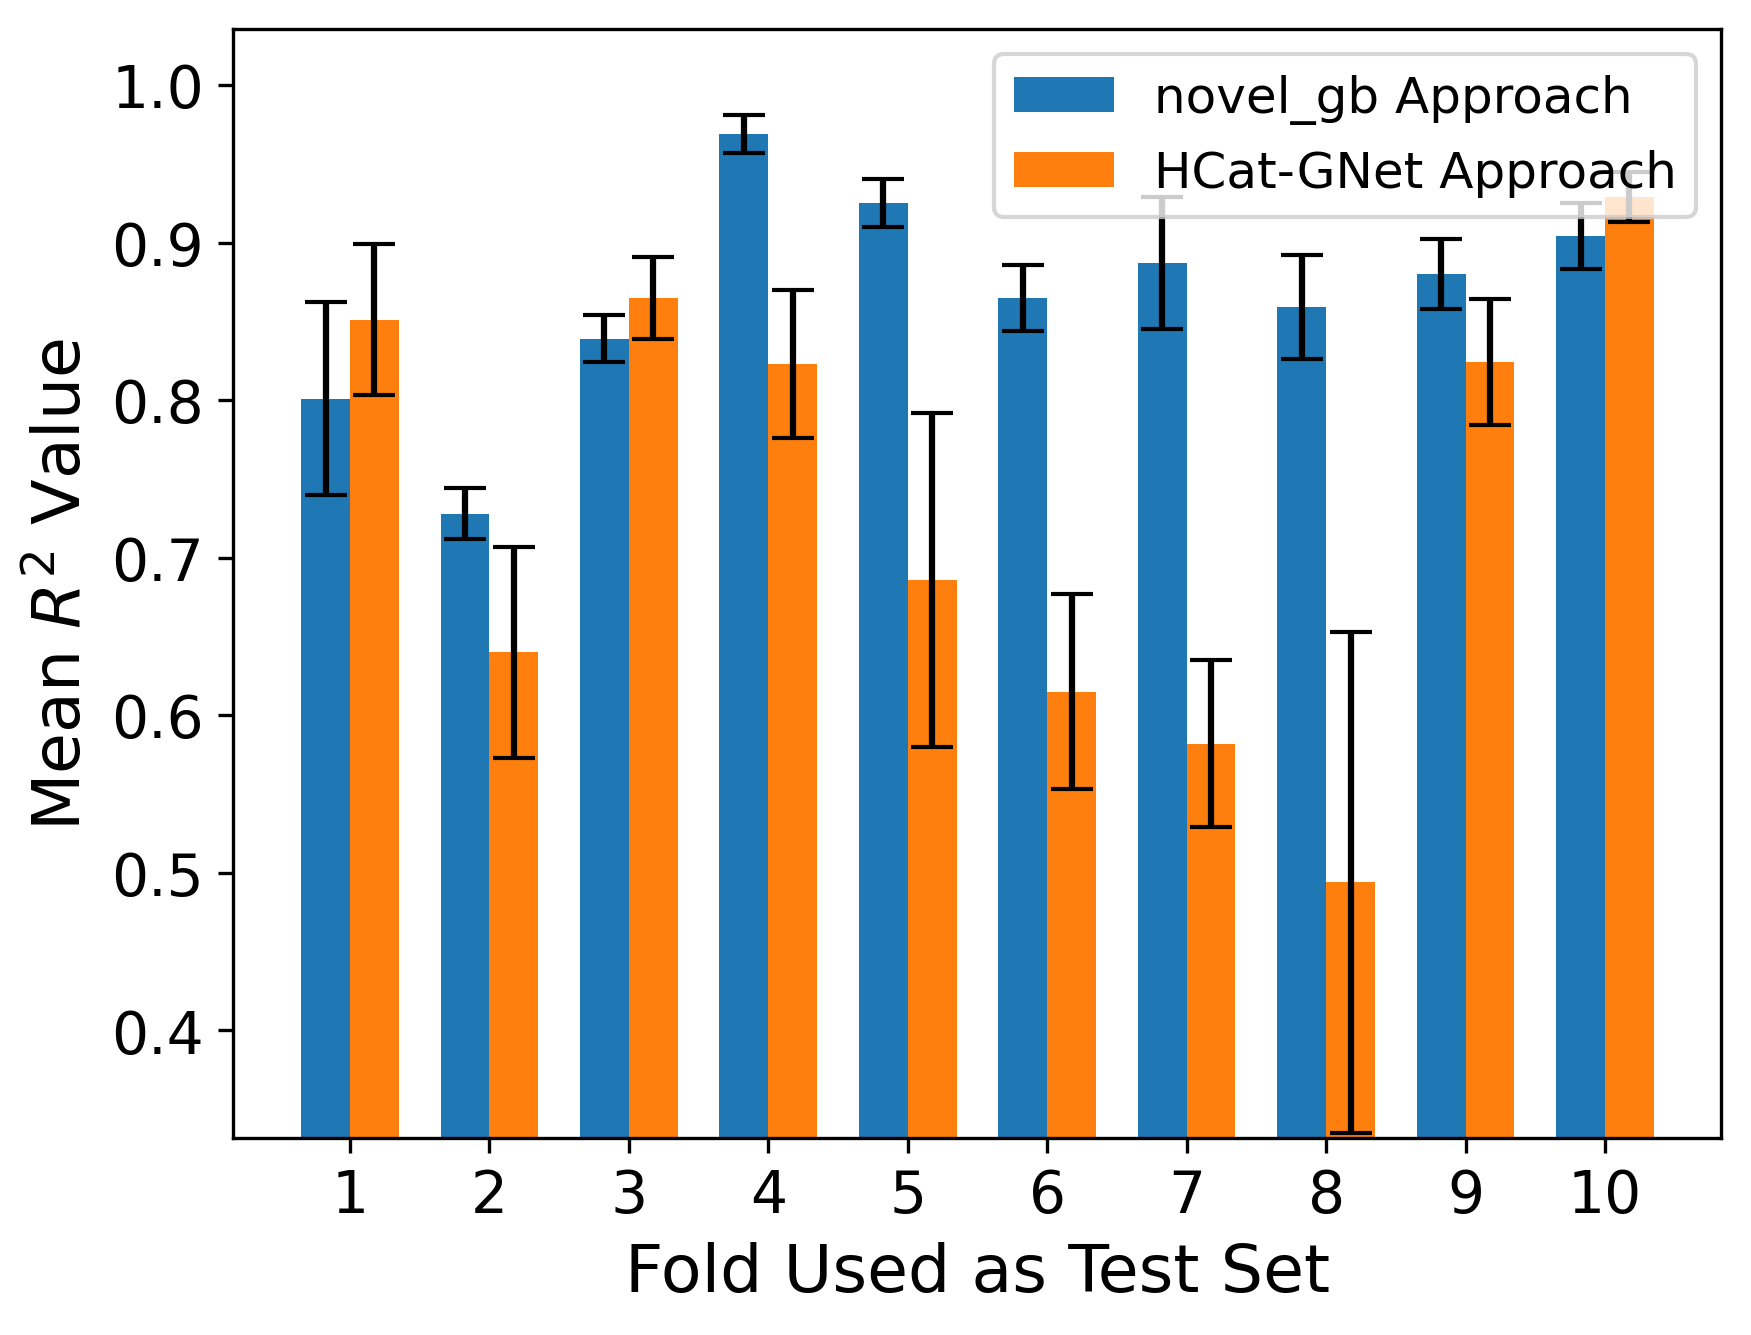 novel_gb Approach
HCat-GNet Approach
Mean R² Value
1.0
0.9
0.8
0.7
0.6
0.5
0.4
1 2 3 4 5 6 7 8 9 10
Fold Used as Test Set